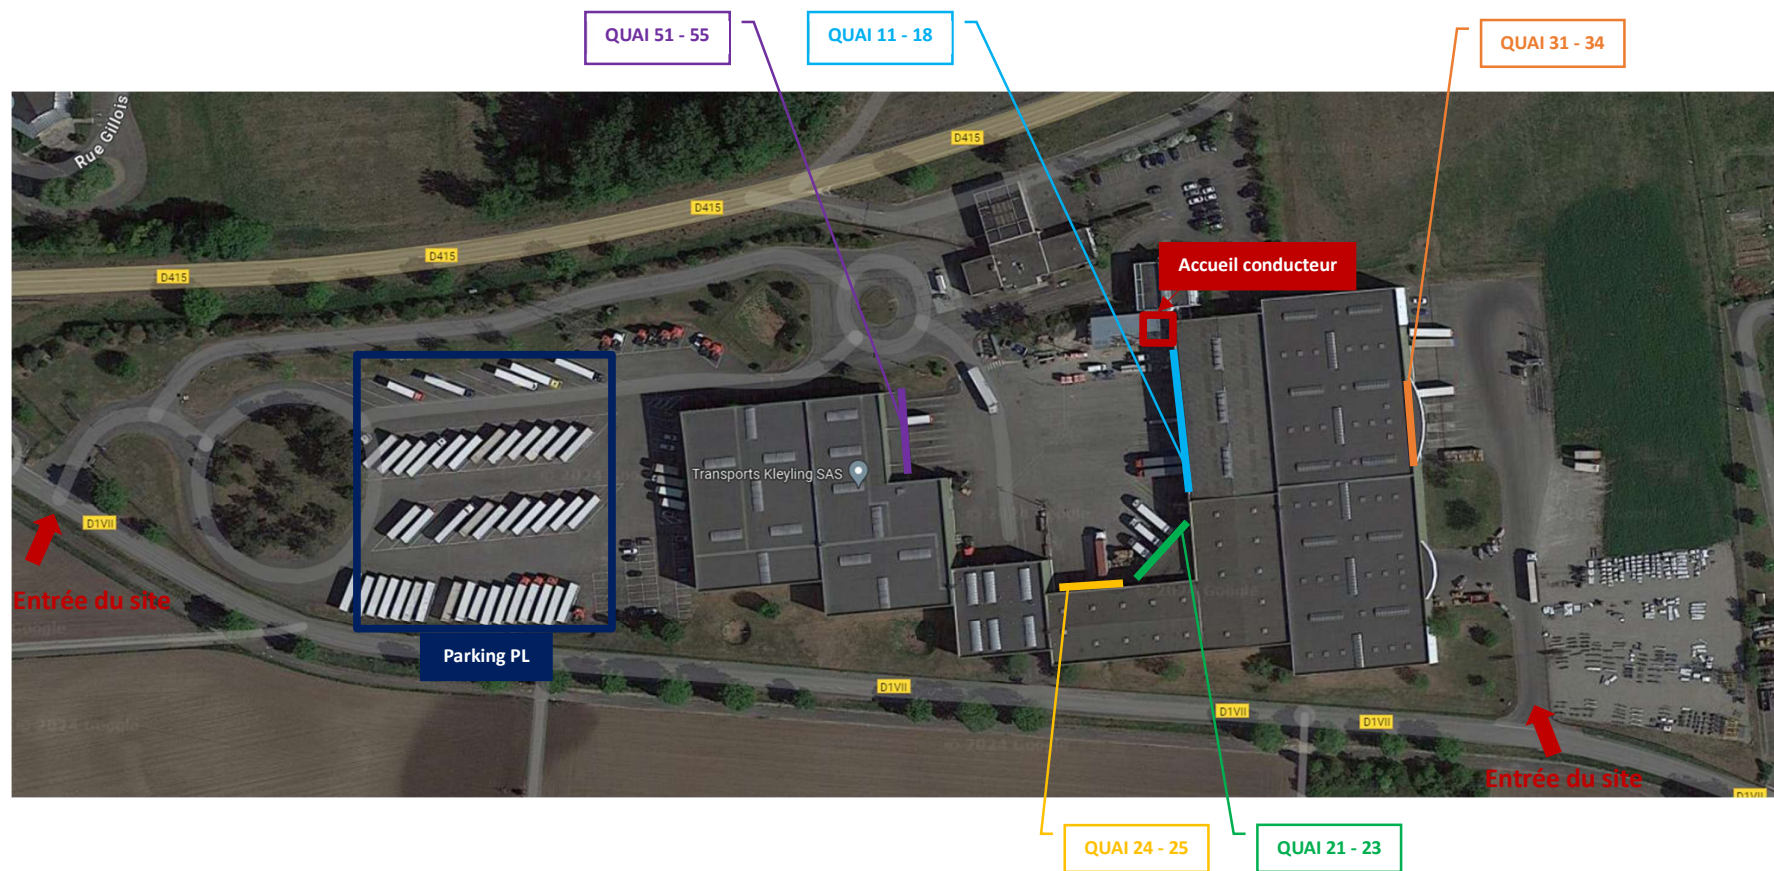 QUAI 51 - 55
QUAI 11 - 18
QUAI 31 - 34
Rue Gillois
D415
D415
D415
D415
Accueil conducteur
Transports Kleyling SAS
D1VII
Entrée du site
Parking PL
D1VII
D1VII
D1VII
Entrée du site
D1VII
QUAI 24 - 25
QUAI 21 - 23